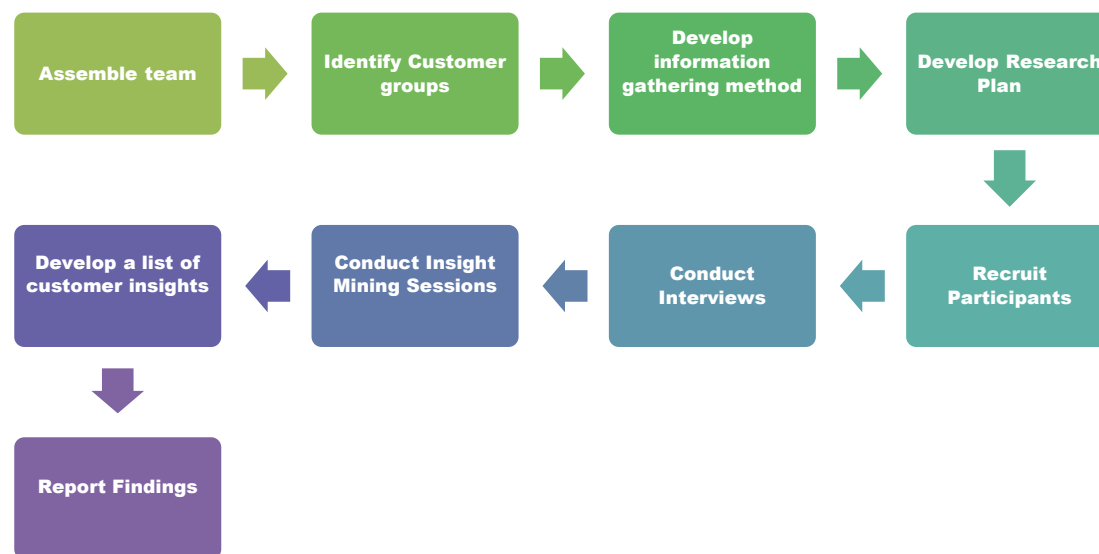 Assemble team
Identify Customer
groups
Develop
information
gathering method
Develop Research
Plan
Recruit
Participants
Conduct
Interviews
Conduct Insight
Mining Sessions
Develop a list of
customer insights
Report Findings